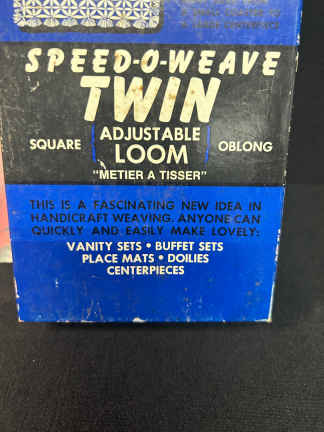 SPEED-O-WEAVE
TWIN
SQUARE ADJUSTABLE LOOM OBLONG
"METIER A TISSER"
THIS IS A FASCINATING NEW IDEA IN
HANDICRAFT WEAVING. ANYONE CAN
QUICKLY AND EASILY MAKE LOVELY:
VANITY SETS • BUFFET SETS
PLACE MATS • DOILIES
CENTERPIECES